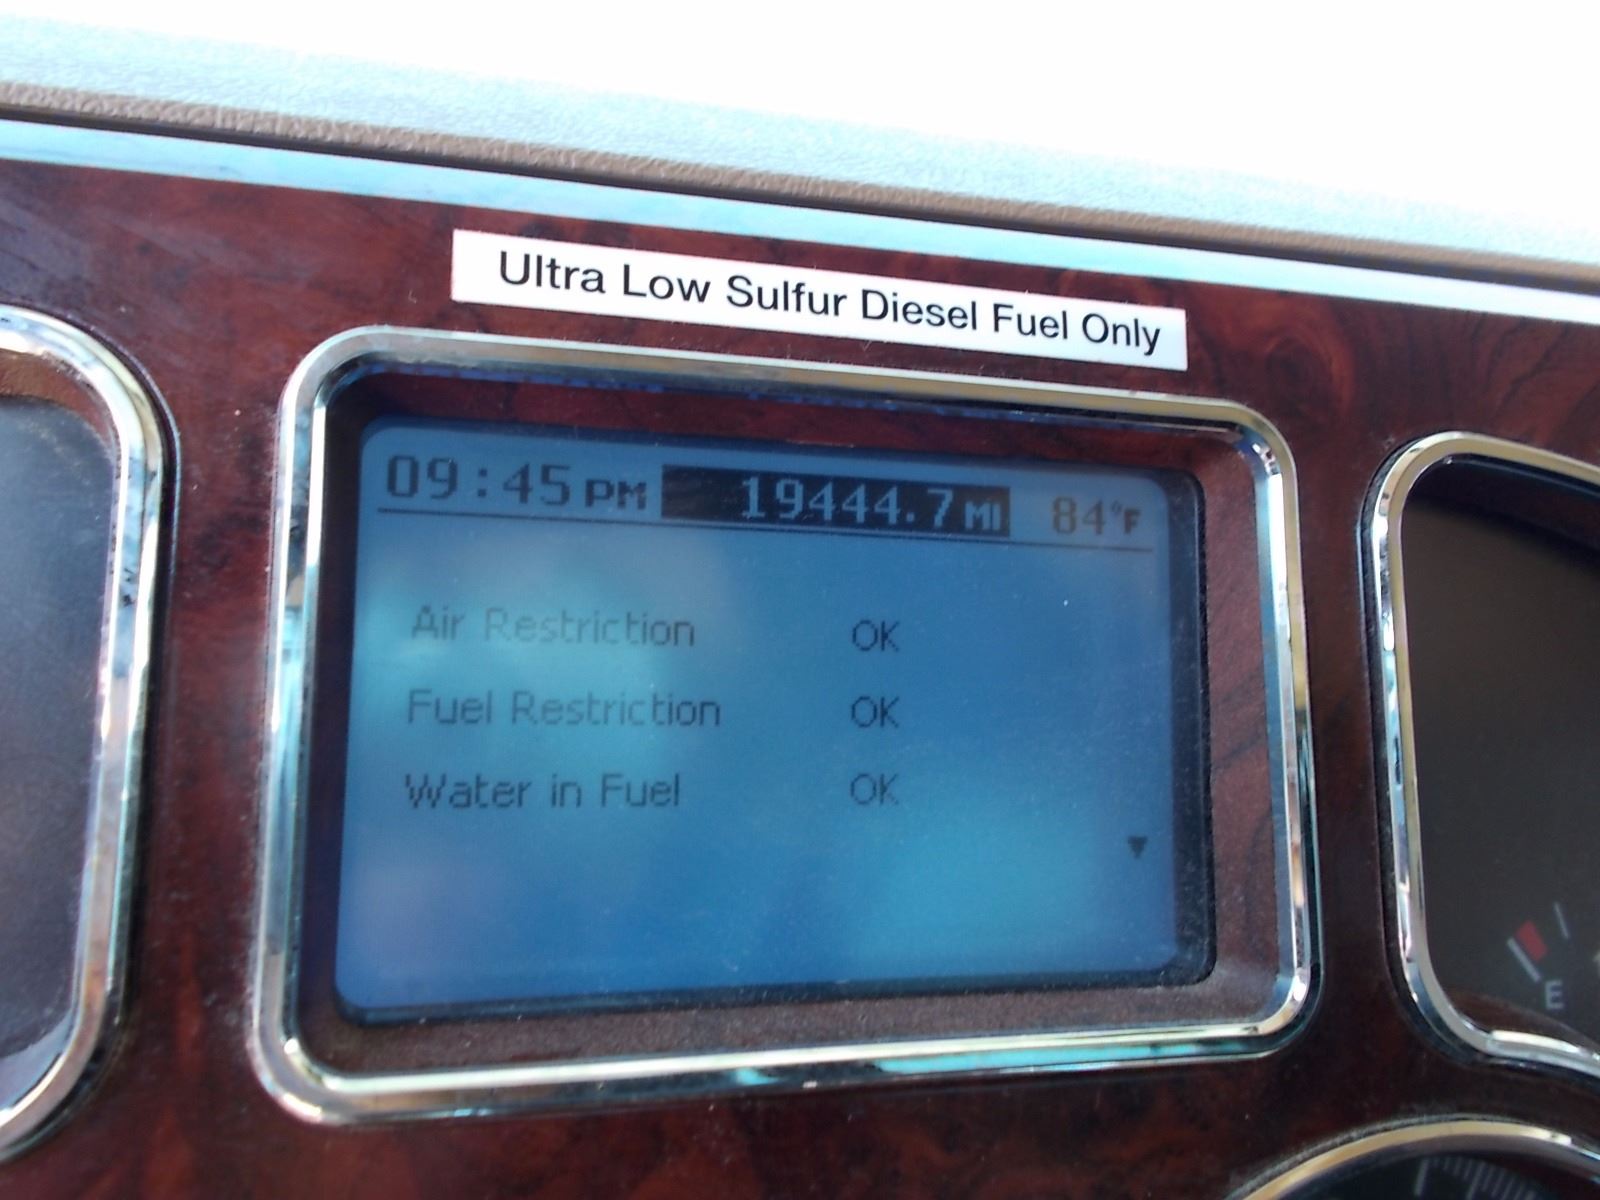 Ultra Low Sulfur Diesel Fuel Only
09:45 PM 19444.7 MI 84°F
Air Restriction OK
Fuel Restriction OK
Water in Fuel OK
E